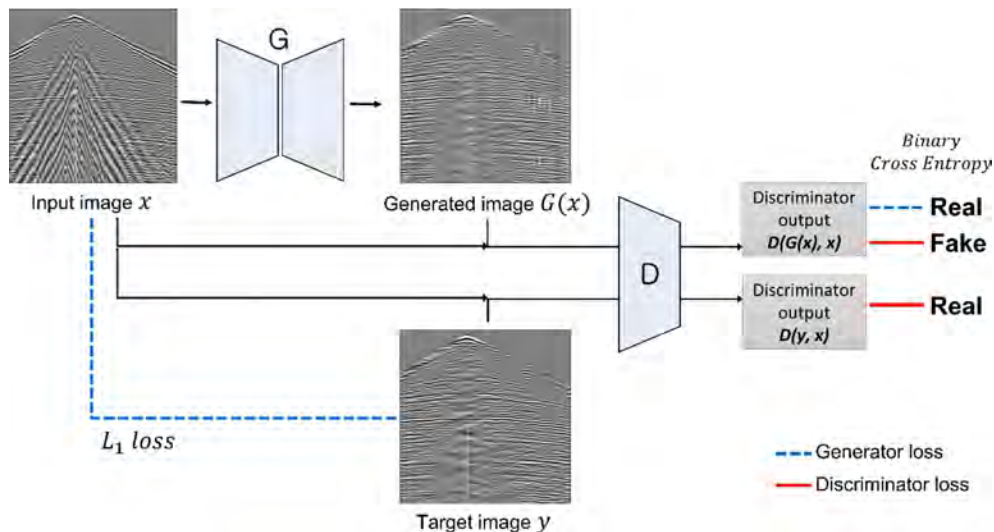 G
Input image x
Generated image G(x)
Binary
Cross Entropy
Discriminator
output
D(G(x), x)
Real
Fake
D
Discriminator
output
D(y, x)
Real
L₁ loss
Target image y
Generator loss
Discriminator loss